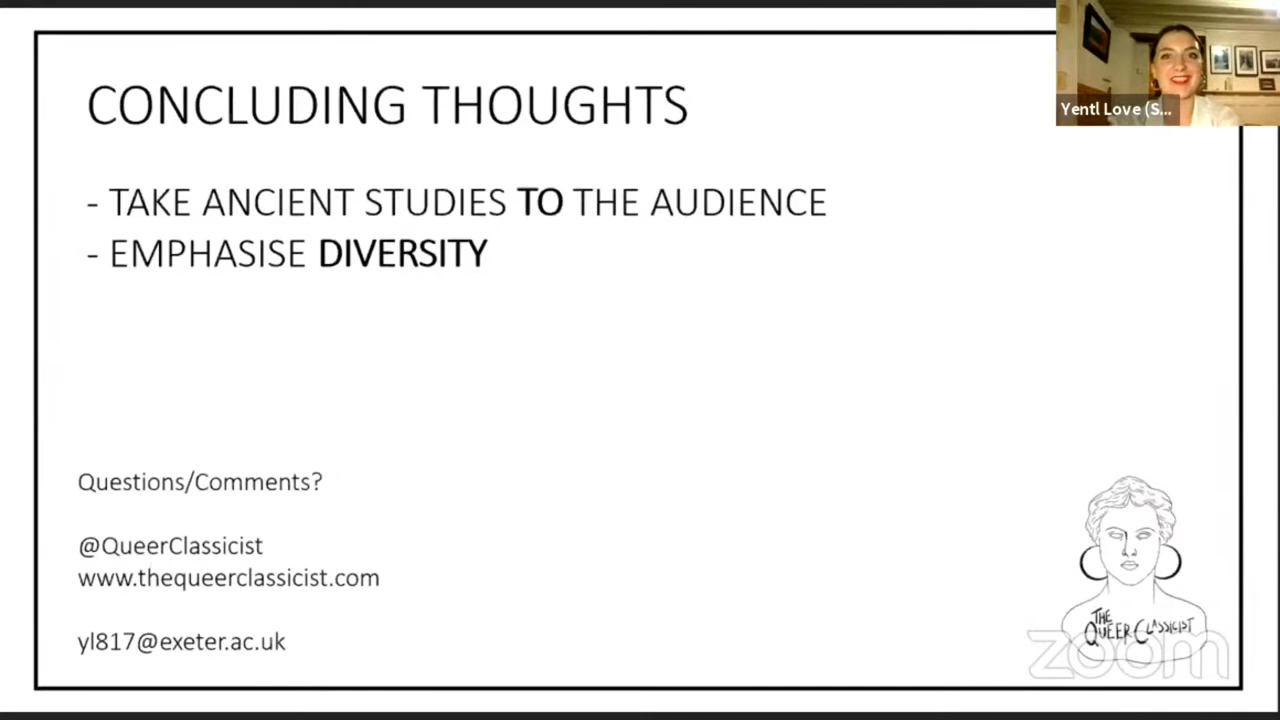 CONCLUDING THOUGHTS
- TAKE ANCIENT STUDIES TO THE AUDIENCE
- EMPHASISE DIVERSITY
Yentl Love (S...
Questions/Comments?
@QueerClassicist
www.thequeerclassicist.com
yl817@exeter.ac.uk
THE
QUEER CLASSICIST
zoom